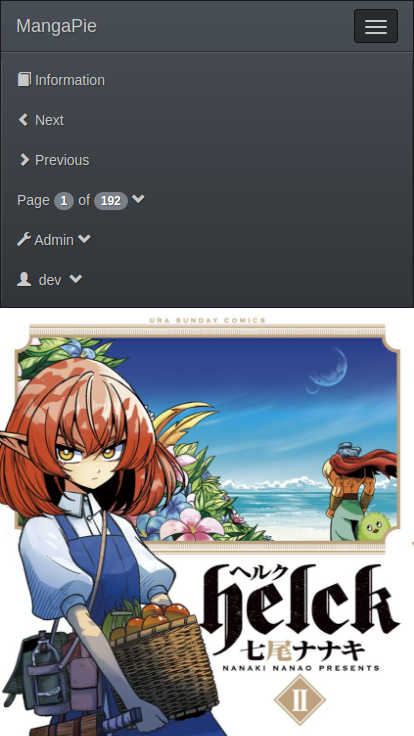 MangaPie
Information
Next
Previous
Page 1 of 192
Admin
dev
URA SUNDAY COMICS
ヘルク
helck
七尾ナナキ
NANAKI NANAO PRESENTS
II